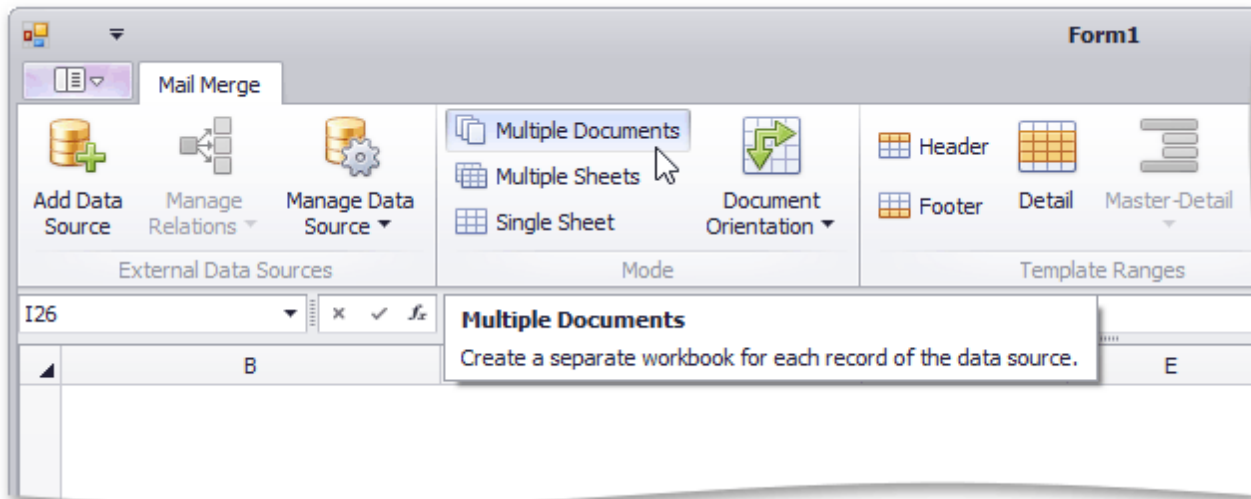 Form1
Mail Merge
Add Data
Source
Manage
Relations
Manage Data
Source
External Data Sources
Multiple Documents
Multiple Sheets
Single Sheet
Document
Orientation
Mode
Header
Footer
Detail
Master-Detail
Template Ranges
I26
fx
Multiple Documents
Create a separate workbook for each record of the data source.
B
E